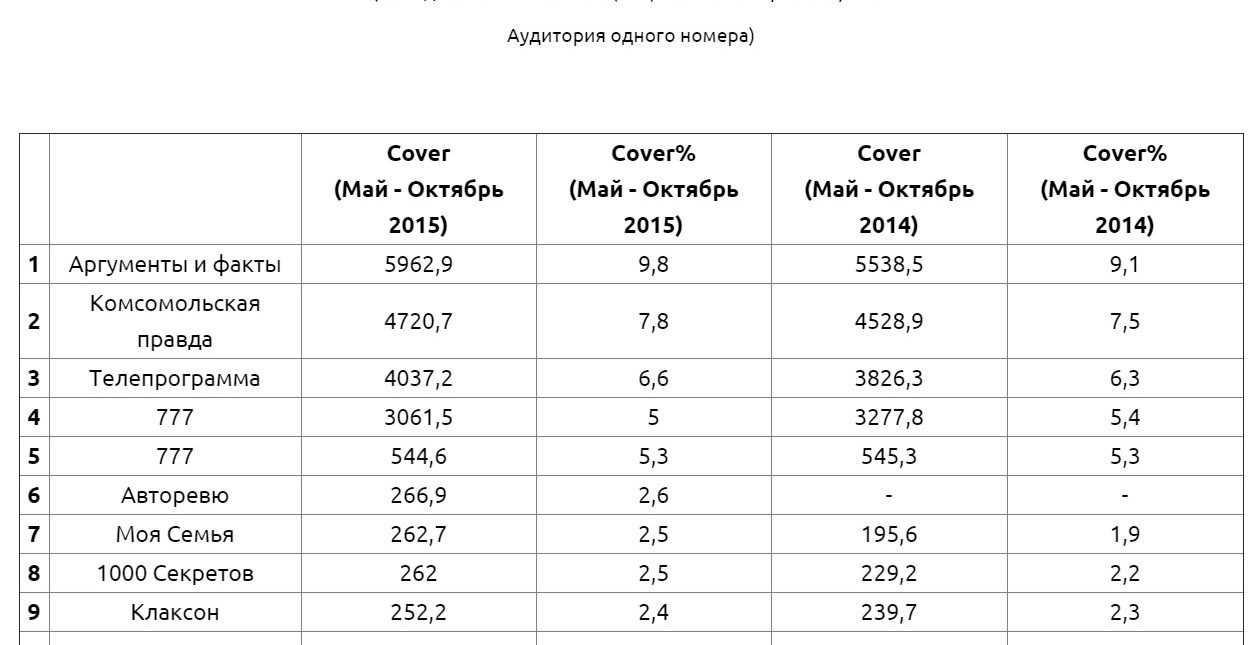 Аудитория одного номера)
Cover Cover% Cover Cover%
(Май - Октябрь (Май - Октябрь (Май - Октябрь (Май - Октябрь
2015) 2015) 2014) 2014)
1 Аргументы и факты 5962,9 9,8 5538,5 9,1
Комсомольская
2 4720,7 7,8 4528,9 7,5
правда
3 Телепрограмма 4037,2 6,6 3826,3 6,3
4 777 3061,5 5 3277,8 5,4
5 777 544,6 5,3 545,3 5,3
6 Авторевю 266,9 2,6 - -
7 Моя Семья 262,7 2,5 195,6 1,9
8 1000 Секретов 262 2,5 229,2 2,2
9 Клаксон 252,2 2,4 239,7 2,3